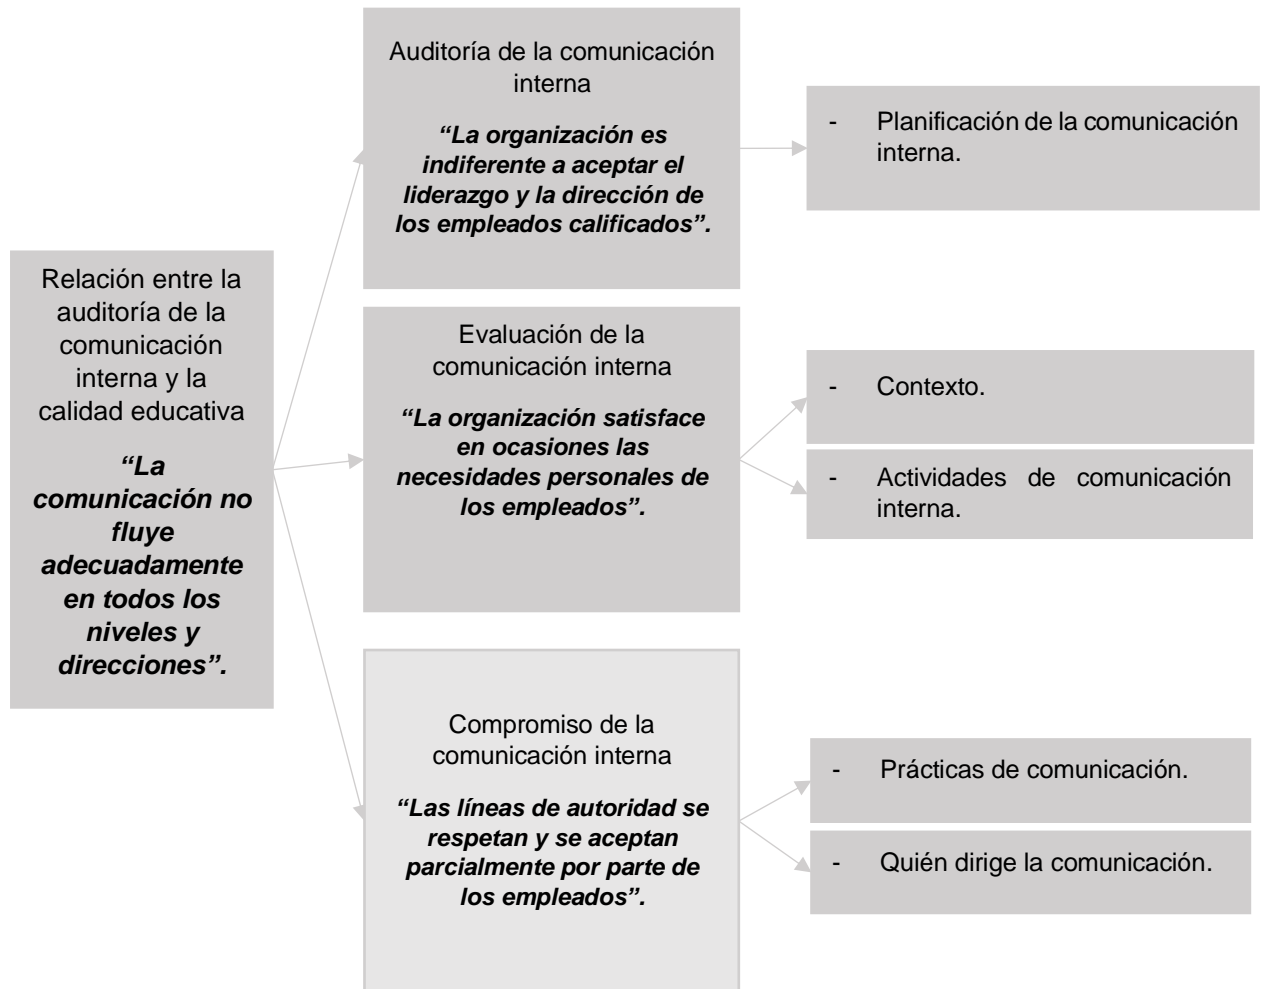 Relación entre la
auditoría de la
comunicación
interna y la
calidad educativa
“La
comunicación no
fluye
adecuadamente
en todos los
niveles y
direcciones”.
Auditoría de la comunicación
interna
“La organización es
indiferente a aceptar el
liderazgo y la dirección de
los empleados calificados”.
- Planificación de la comunicación
interna.
Evaluación de la
comunicación interna
“La organización satisface
en ocasiones las
necesidades personales de
los empleados”.
- Contexto.
- Actividades de comunicación
interna.
Compromiso de la
comunicación interna
“Las líneas de autoridad se
respetan y se aceptan
parcialmente por parte de
los empleados”.
- Prácticas de comunicación.
- Quién dirige la comunicación.